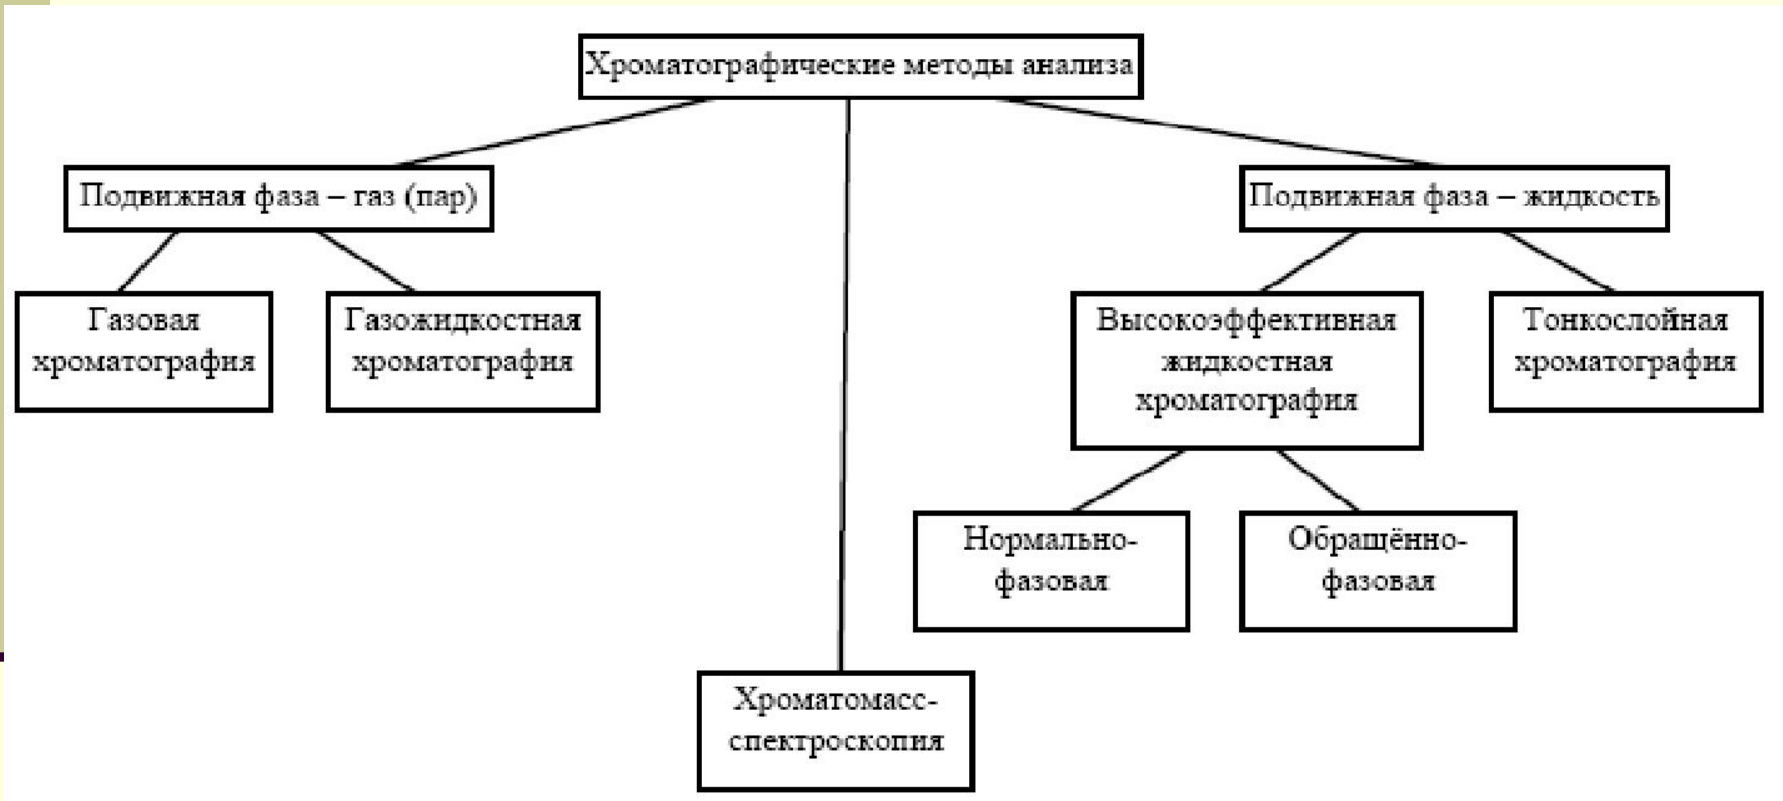 Хроматографические методы анализа
Подвижная фаза – газ (пар)
Подвижная фаза – жидкость
Газовая
хроматография
Газожидкостная
хроматография
Высокоэффективная
жидкостная
хроматография
Тонкослойная
хроматография
Нормально-
фазовая
Обращённо-
фазовая
Хроматомасс-
спектроскопия